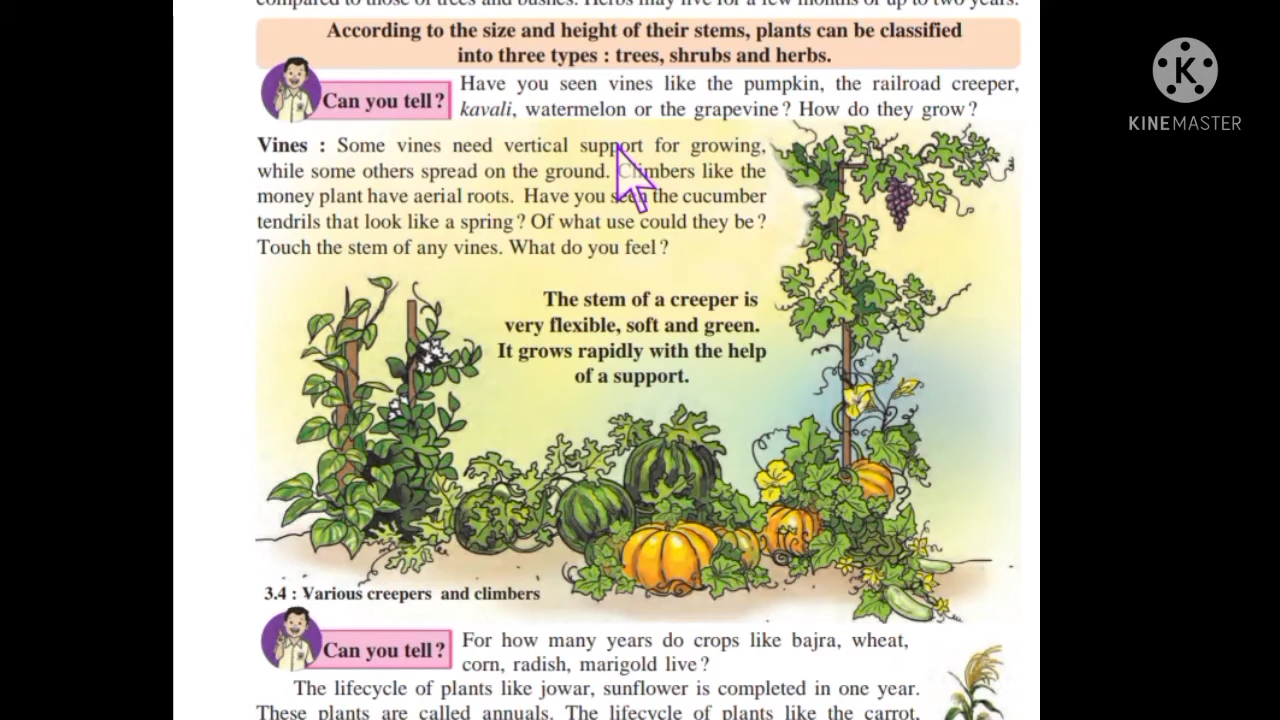 compared to those of trees and bushes. Herbs may live for a few months or up to two years.
According to the size and height of their stems, plants can be classified
into three types : trees, shrubs and herbs.
Can you tell?
Have you seen vines like the pumpkin, the railroad creeper,
kavali, watermelon or the grapevine? How do they grow?
KINEMASTER
Vines : Some vines need vertical support for growing,
while some others spread on the ground. Climbers like the
money plant have aerial roots. Have you seen the cucumber
tendrils that look like a spring? Of what use could they be?
Touch the stem of any vines. What do you feel?
The stem of a creeper is
very flexible, soft and green.
It grows rapidly with the help
of a support.
3.4 : Various creepers and climbers
Can you tell?
For how many years do crops like bajra, wheat,
corn, radish, marigold live?
The lifecycle of plants like jowar, sunflower is completed in one year.
These plants are called annuals. The lifecycle of plants like the carrot,